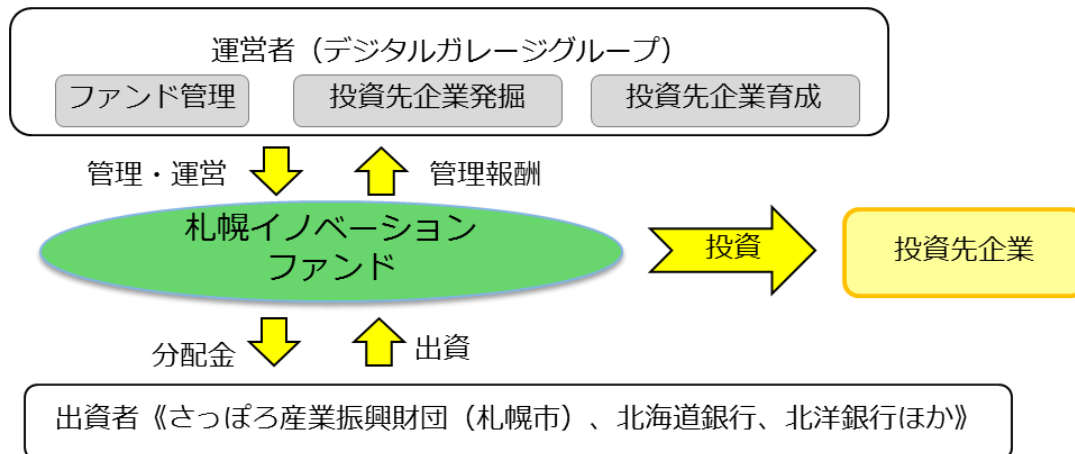 運営者（デジタルガレージグループ）
ファンド管理
投資先企業発掘
投資先企業育成
管理・運営
管理報酬
札幌イノベーション
ファンド
投資
投資先企業
分配金
出資
出資者《さっぽろ産業振興財団（札幌市）、北海道銀行、北洋銀行ほか》